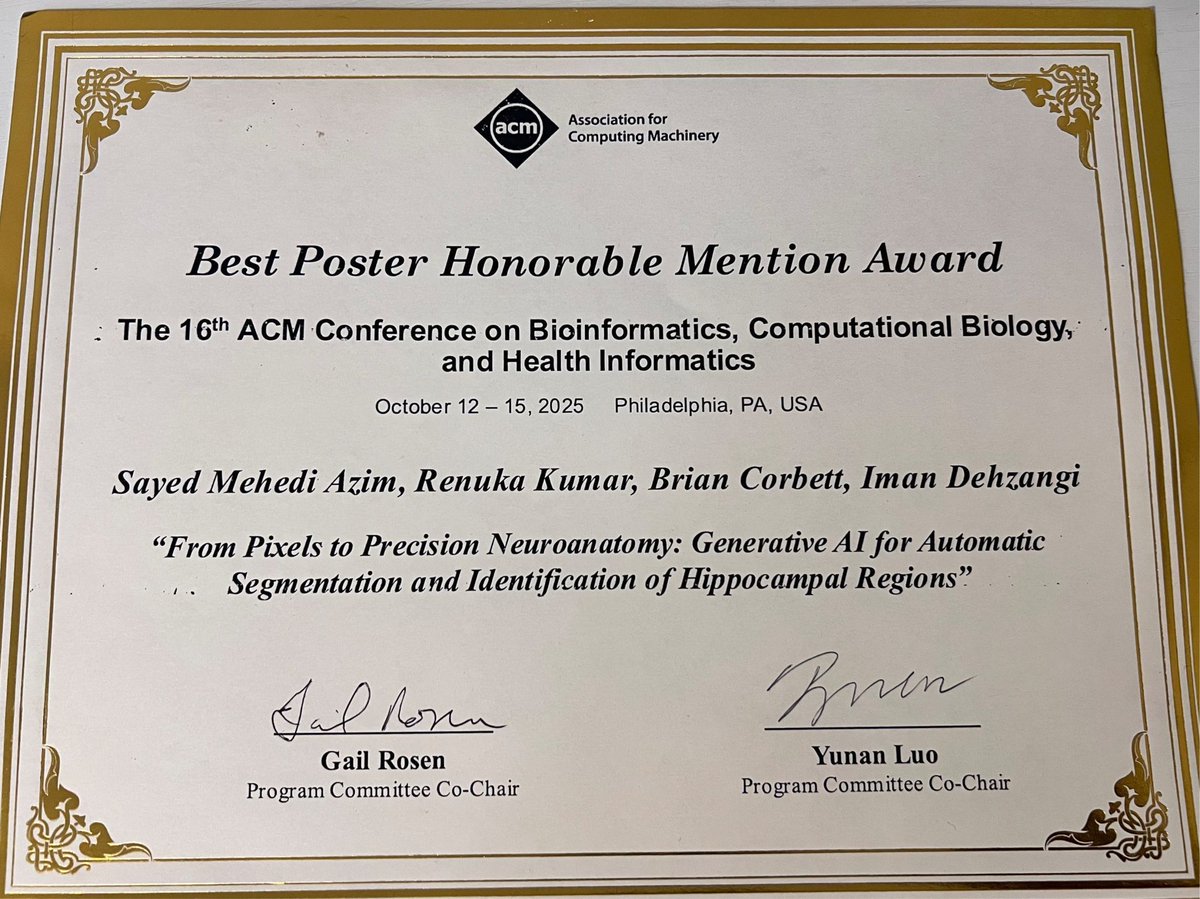 acm
Association for
Computing Machinery
Best Poster Honorable Mention Award
The 16th ACM Conference on Bioinformatics, Computational Biology,
and Health Informatics
October 12 – 15, 2025 Philadelphia, PA, USA
Sayed Mehedi Azim, Renuka Kumar, Brian Corbett, Iman Dehzangi
“From Pixels to Precision Neuroanatomy: Generative AI for Automatic
Segmentation and Identification of Hippocampal Regions”
Gail Rosen
Gail Rosen
Program Committee Co-Chair
Yunan Luo
Program Committee Co-Chair